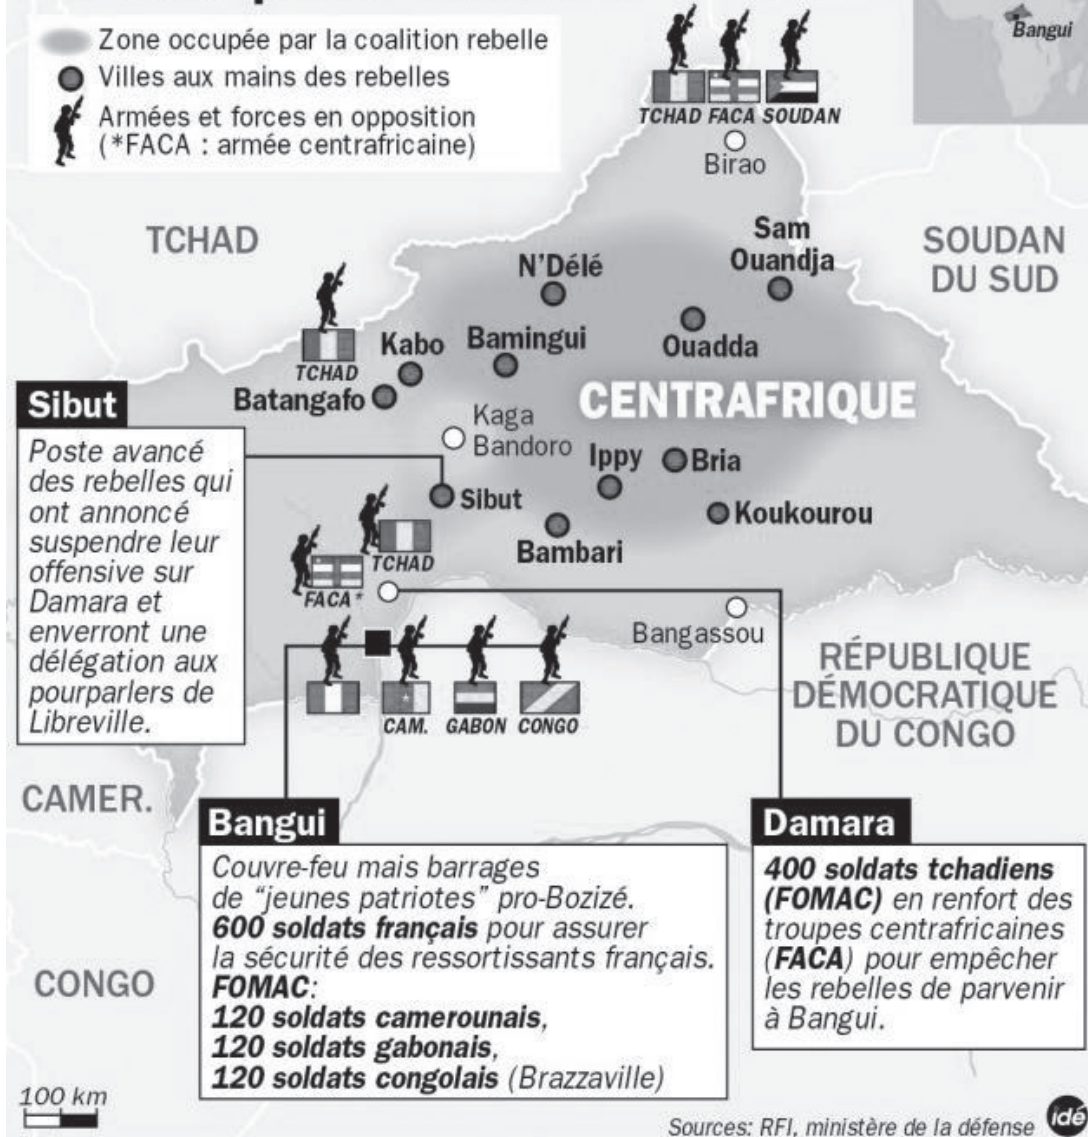 Zone occupée par la coalition rebelle
Villes aux mains des rebelles
Armées et forces en opposition
(*FACA : armée centrafricaine)
Bangui
TCHAD FACA SOUDAN
Birao
TCHAD
SOUDAN
DU SUD
Sam
Ouandja
N'Délé
Ouadda
Bamingui
Kabo
TCHAD
Batangafo
CENTRAFRIQUE
Kaga
Bandoro
Ippy
Bria
Sibut
Koukourou
Bambari
TCHAD
FACA*
Bangassou
CAM. GABON CONGO
RÉPUBLIQUE
DÉMOCRATIQUE
DU CONGO
CAMER.
CONGO
Sibut
Poste avancé
des rebelles qui
ont annoncé
suspendre leur
offensive sur
Damara et
enverront une
délégation aux
pourparlers de
Libreville.
Bangui
Couvre-feu mais barrages
de “jeunes patriotes” pro-Bozizé.
600 soldats français pour assurer
la sécurité des ressortissants français.
FOMAC:
120 soldats camerounais,
120 soldats gabonais,
120 soldats congolais (Brazzaville)
Damara
400 soldats tchadiens
(FOMAC) en renfort des
troupes centrafricaines
(FACA) pour empêcher
les rebelles de parvenir
à Bangui.
100 km
Sources: RFI, ministère de la défense
idé